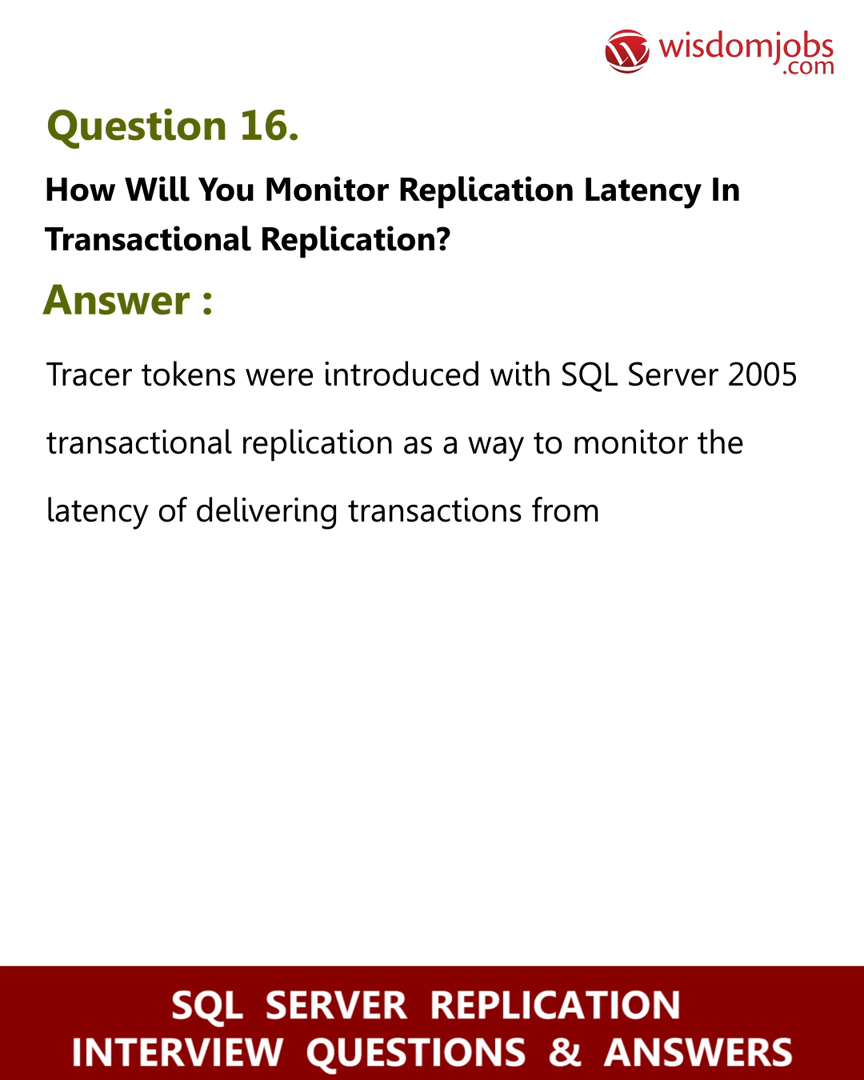 wisdomjobs
.com
Question 16.
How Will You Monitor Replication Latency In
Transactional Replication?
Answer :
Tracer tokens were introduced with SQL Server 2005
transactional replication as a way to monitor the
latency of delivering transactions from
SQL SERVER REPLICATION
INTERVIEW QUESTIONS & ANSWERS